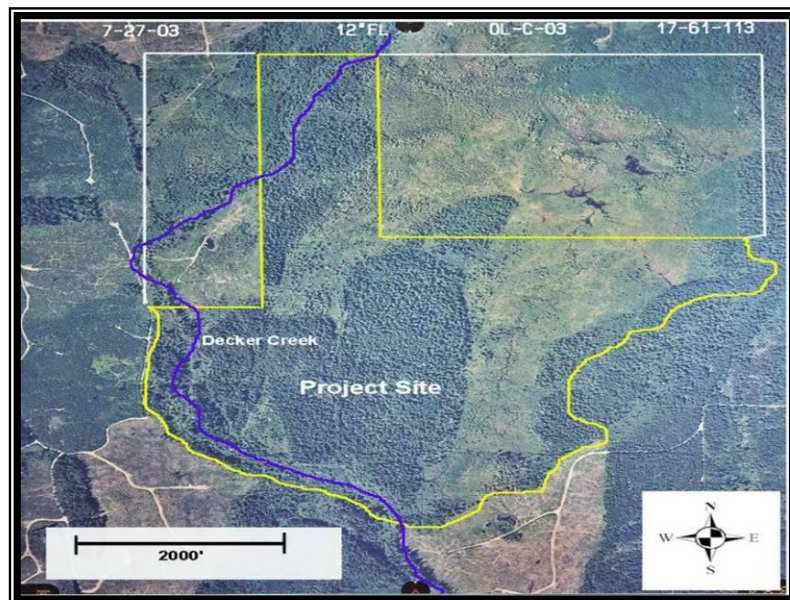 7-27-03 12°FL OL-C-03 17-61-113
Decker Creek
Project Site
2000'
N
W E
S